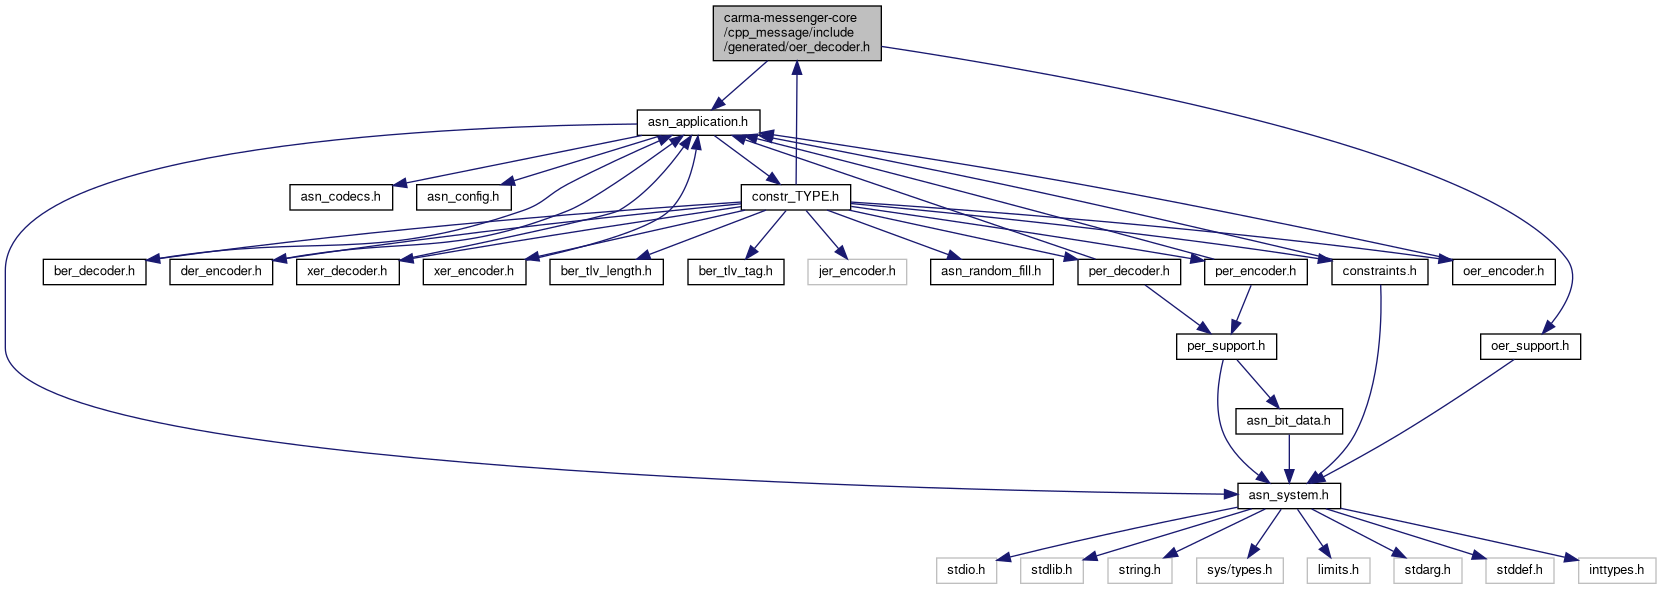 carma-messenger-core
/cpp_message/include
/generated/oer_decoder.h
asn_application.h
asn_codecs.h
asn_config.h
constr_TYPE.h
ber_decoder.h
der_encoder.h
xer_decoder.h
xer_encoder.h
ber_tlv_length.h
ber_tlv_tag.h
jer_encoder.h
asn_random_fill.h
per_decoder.h
per_encoder.h
constraints.h
oer_encoder.h
per_support.h
oer_support.h
asn_bit_data.h
asn_system.h
stdio.h
stdlib.h
string.h
sys/types.h
limits.h
stdarg.h
stddef.h
inttypes.h